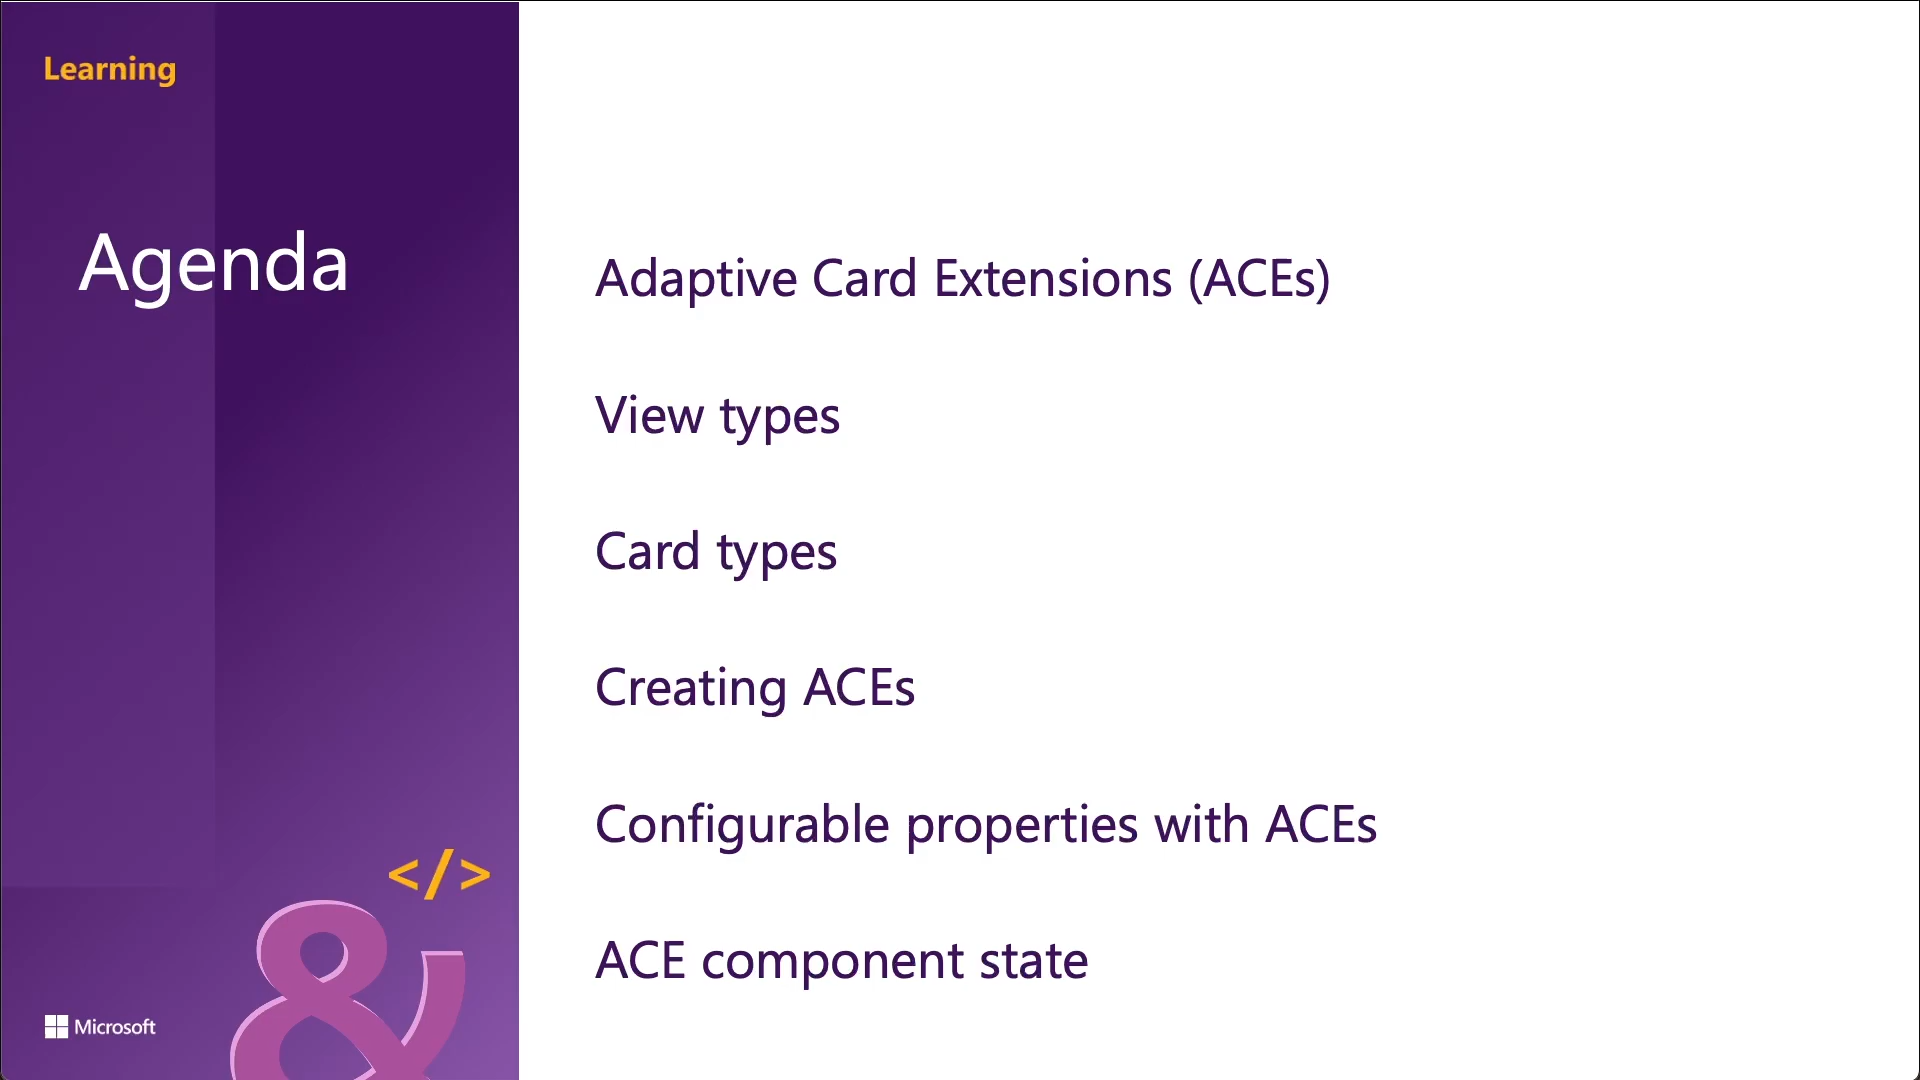 Learning
Agenda
Adaptive Card Extensions (ACEs)
View types
Card types
Creating ACEs
Configurable properties with ACEs
ACE component state
</>
&
Microsoft